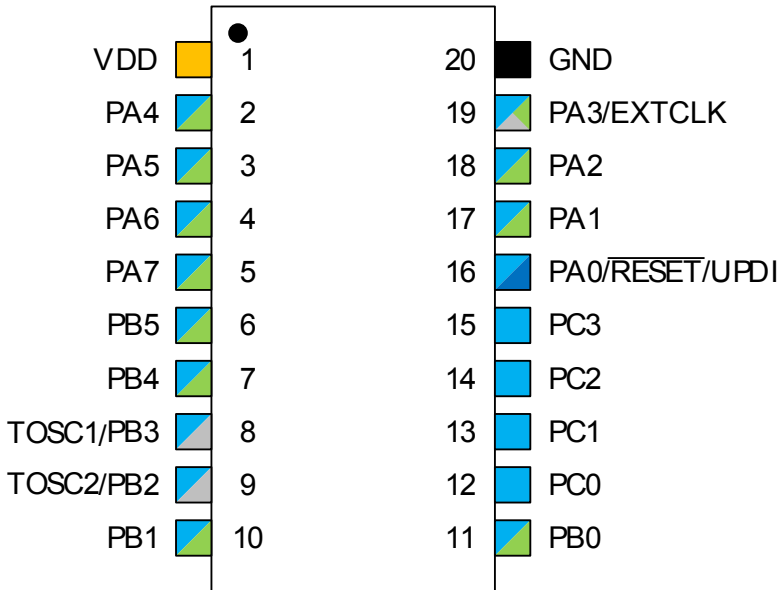 VDD 1 20 GND
PA4 2 19 PA3/EXTCLK
PA5 3 18 PA2
PA6 4 17 PA1
PA7 5 16 PA0/RESET/UPDI
PB5 6 15 PC3
PB4 7 14 PC2
TOSC1/PB3 8 13 PC1
TOSC2/PB2 9 12 PC0
PB1 10 11 PB0